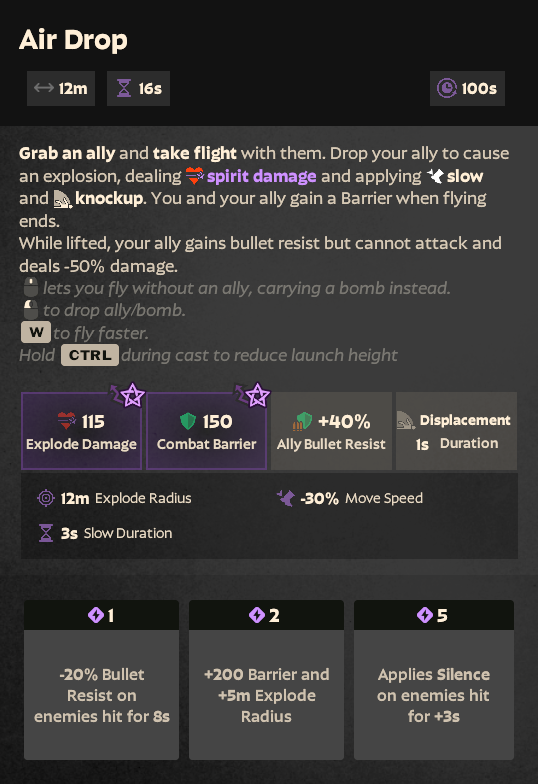 Air Drop
12m 16s 100s
Grab an ally and take flight with them. Drop your ally to cause
an explosion, dealing spirit damage and applying slow
and knockup. You and your ally gain a Barrier when flying
ends.
While lifted, your ally gains bullet resist but cannot attack and
deals -50% damage.
lets you fly without an ally, carrying a bomb instead.
to drop ally/bomb.
W to fly faster.
Hold CTRL during cast to reduce launch height
115
Explode Damage
150
Combat Barrier
+40%
Ally Bullet Resist
Displacement
1s Duration
12m Explode Radius
-30% Move Speed
3s Slow Duration
1
-20% Bullet
Resist on
enemies hit for 8s
2
+200 Barrier and
+5m Explode
Radius
5
Applies Silence
on enemies hit
for +3s